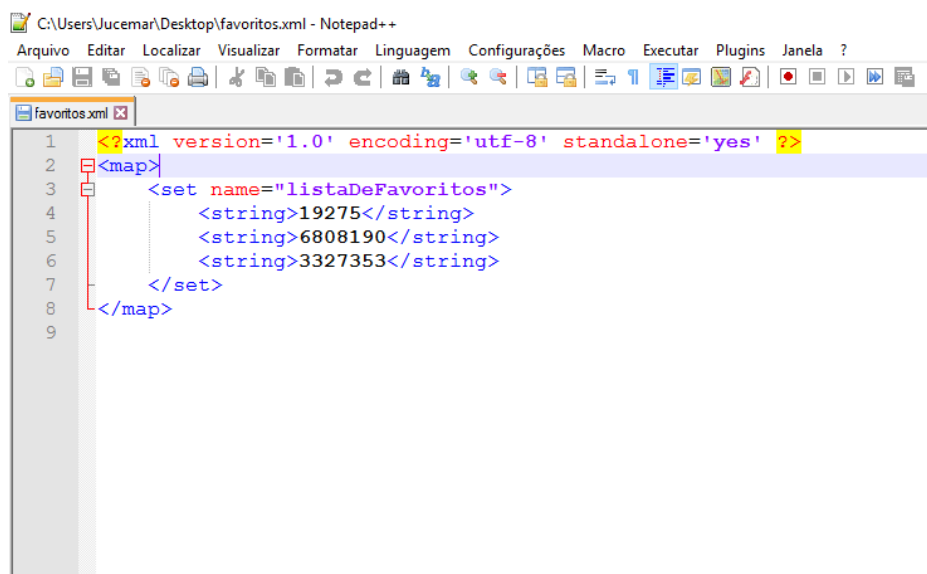 C:\Users\Jucemar\Desktop\favoritos.xml - Notepad++
Arquivo Editar Localizar Visualizar Formatar Linguagem Configurações Macro Executar Plugins Janela ?
favoritos.xml
1 <?xml version='1.0' encoding='utf-8' standalone='yes' ?>
2 <map>
3 <set name="listaDeFavoritos">
4 <string>19275</string>
5 <string>6808190</string>
6 <string>3327353</string>
7 </set>
8 </map>
9